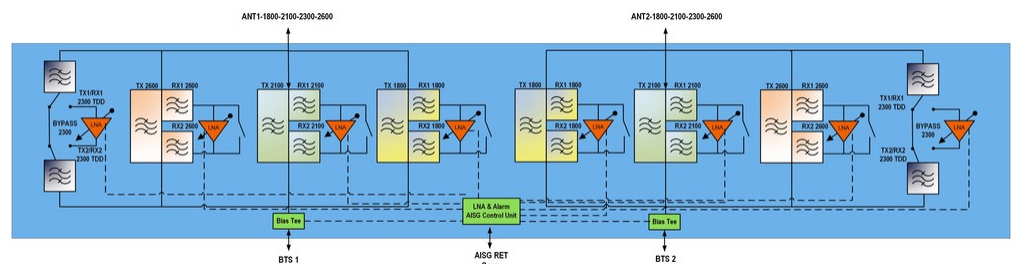 ANT1-1800-2100-2300-2600
ANT2-1800-2100-2300-2600
TX1/RX1
2300 TDD
BYPASS
2300
LNA
TX2/RX2
2300 TDD
TX 2600
RX1 2600
RX2 2600
LNA
TX 2100
RX1 2100
RX2 2100
LNA
TX 1800
RX1 1800
RX2 1800
LNA
TX 1800
RX1 1800
RX2 1800
LNA
TX 2100
RX1 2100
RX2 2100
LNA
TX 2600
RX1 2600
RX2 2600
LNA
TX1/RX1
2300 TDD
BYPASS
2300
LNA
TX2/RX2
2300 TDD
Bias Tee
LNA & Alarm
AISG Control Unit
Bias Tee
BTS 1
AISG RET
BTS 2